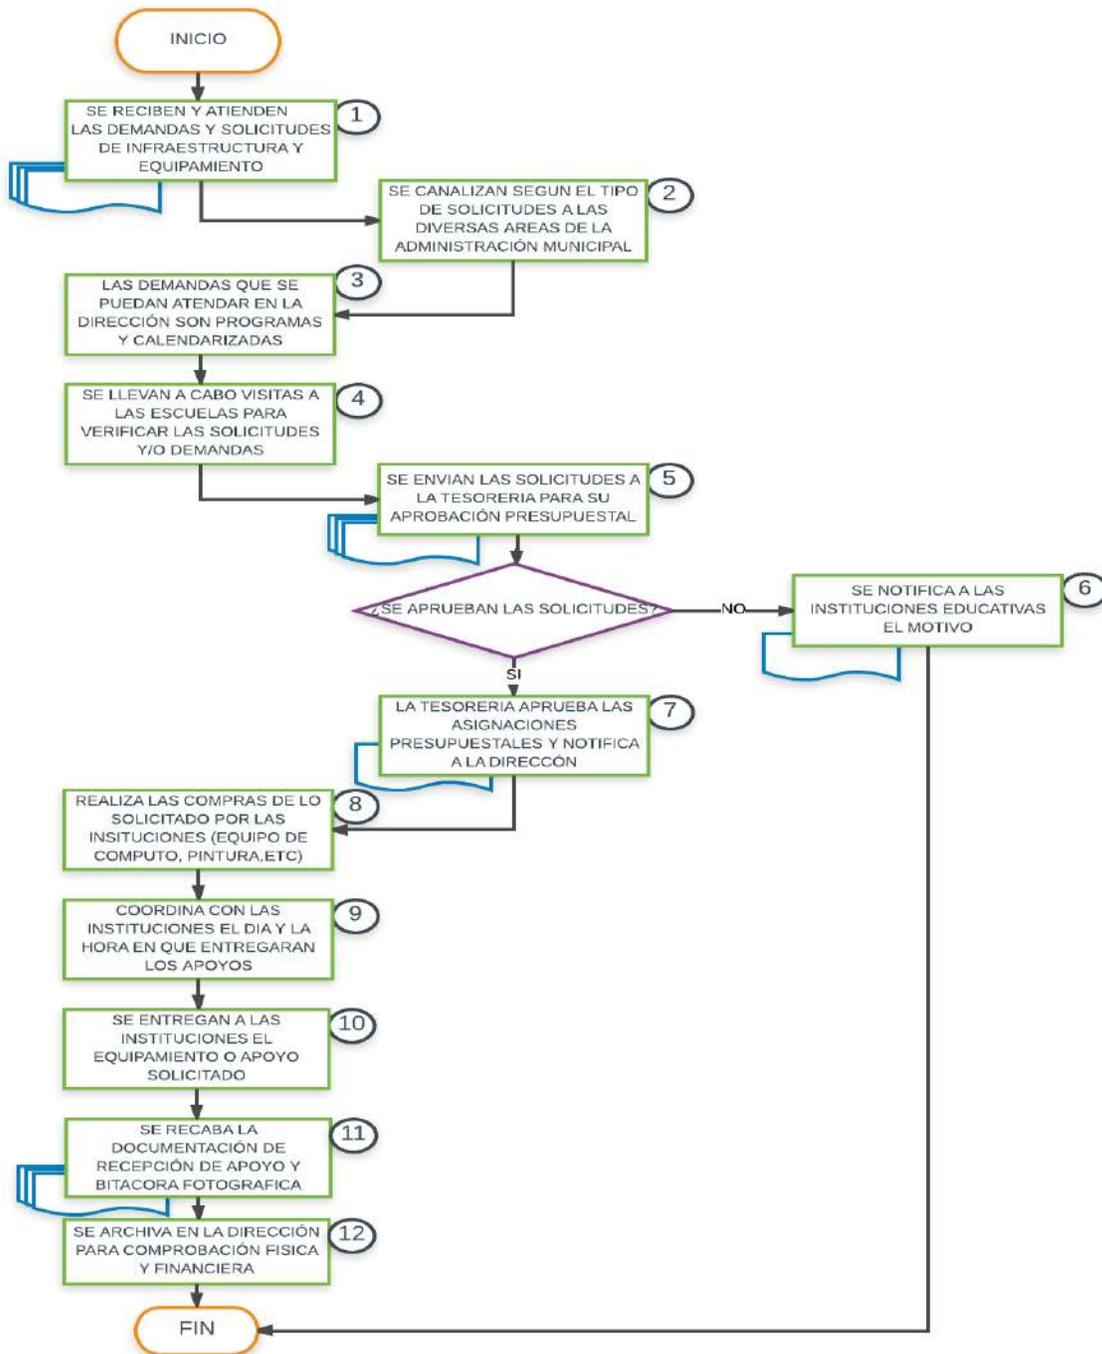 INICIO
1
SE RECIBEN Y ATIENDEN
LAS DEMANDAS Y SOLICITUDES
DE INFRAESTRUCTURA Y
EQUIPAMIENTO
2
SE CANALIZAN SEGUN EL TIPO
DE SOLICITUDES A LAS
DIVERSAS AREAS DE LA
ADMINISTRACIÓN MUNICIPAL
3
LAS DEMANDAS QUE SE
PUEDAN ATENDAR EN LA
DIRECCIÓN SON PROGRAMAS
Y CALENDARIZADAS
4
SE LLEVAN A CABO VISITAS A
LAS ESCUELAS PARA
VERIFICAR LAS SOLICITUDES
Y/O DEMANDAS
5
SE ENVIAN LAS SOLICITUDES A
LA TESORERIA PARA SU
APROBACIÓN PRESUPUESTAL
¿SE APRUEBAN LAS SOLICITUDES?
NO
6
SE NOTIFICA A LAS
INSTITUCIONES EDUCATIVAS
EL MOTIVO
SI
7
LA TESORERIA APRUEBA LAS
ASIGNACIONES
PRESUPUESTALES Y NOTIFICA
A LA DIRECCÓN
8
REALIZA LAS COMPRAS DE LO
SOLICITADO POR LAS
INSITUCIONES (EQUIPO DE
COMPUTO, PINTURA,ETC)
9
COORDINA CON LAS
INSTITUCIONES EL DIA Y LA
HORA EN QUE ENTREGARAN
LOS APOYOS
10
SE ENTREGAN A LAS
INSTITUCIONES EL
EQUIPAMIENTO O APOYO
SOLICITADO
11
SE RECABA LA
DOCUMENTACIÓN DE
RECEPCIÓN DE APOYO Y
BITACORA FOTOGRAFICA
12
SE ARCHIVA EN LA DIRECCIÓN
PARA COMPROBACIÓN FISICA
Y FINANCIERA
FIN